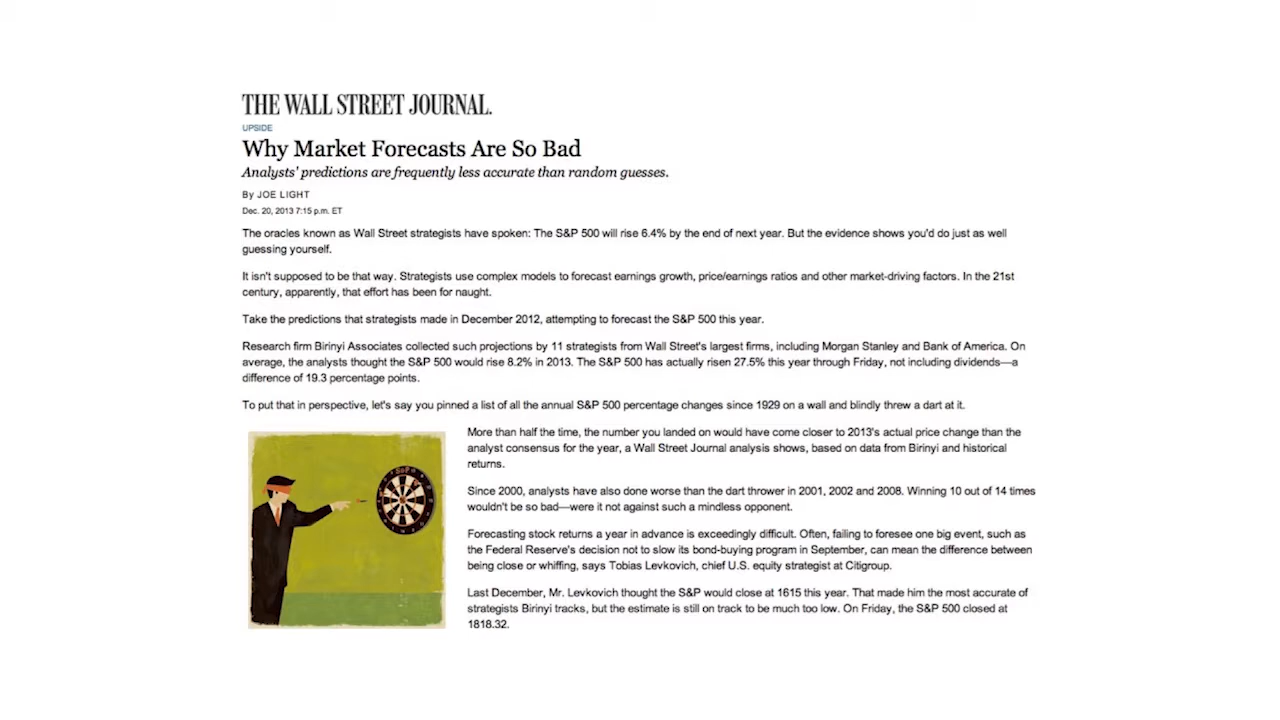 THE WALL STREET JOURNAL.
UPSIDE
Why Market Forecasts Are So Bad
Analysts' predictions are frequently less accurate than random guesses.
By JOE LIGHT
Dec. 20, 2013 7:15 p.m. ET
The oracles known as Wall Street strategists have spoken: The S&P 500 will rise 6.4% by the end of next year. But the evidence shows you'd do just as well
guessing yourself.
It isn't supposed to be that way. Strategists use complex models to forecast earnings growth, price/earnings ratios and other market-driving factors. In the 21st
century, apparently, that effort has been for naught.
Take the predictions that strategists made in December 2012, attempting to forecast the S&P 500 this year.
Research firm Birinyi Associates collected such projections by 11 strategists from Wall Street's largest firms, including Morgan Stanley and Bank of America. On
average, the analysts thought the S&P 500 would rise 8.2% in 2013. The S&P 500 has actually risen 27.5% this year through Friday, not including dividends—a
difference of 19.3 percentage points.
To put that in perspective, let's say you pinned a list of all the annual S&P 500 percentage changes since 1929 on a wall and blindly threw a dart at it.
More than half the time, the number you landed on would have come closer to 2013's actual price change than the
analyst consensus for the year, a Wall Street Journal analysis shows, based on data from Birinyi and historical
returns.
Since 2000, analysts have also done worse than the dart thrower in 2001, 2002 and 2008. Winning 10 out of 14 times
wouldn't be so bad—were it not against such a mindless opponent.
Forecasting stock returns a year in advance is exceedingly difficult. Often, failing to foresee one big event, such as
the Federal Reserve's decision not to slow its bond-buying program in September, can mean the difference between
being close or whiffing, says Tobias Levkovich, chief U.S. equity strategist at Citigroup.
Last December, Mr. Levkovich thought the S&P would close at 1615 this year. That made him the most accurate of
strategists Birinyi tracks, but the estimate is still on track to be much too low. On Friday, the S&P 500 closed at
1818.32.